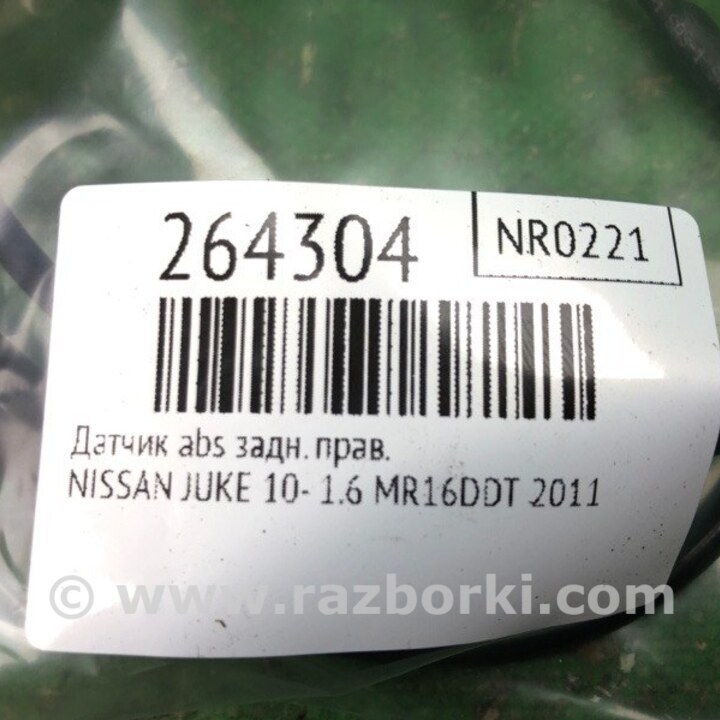 264304
NR0221
Датчик abs задн. прав.
NISSAN JUKE 10- 1.6 MR16DDT 2011
© www.razborki.com